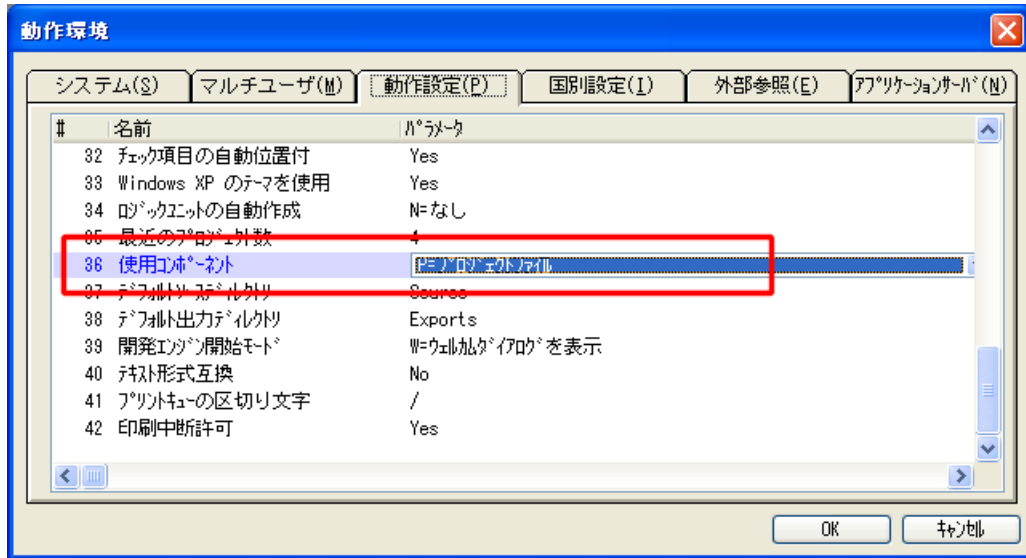 動作環境
システム(S) マルチユーザ(M) 動作設定(P) 国別設定(I) 外部参照(E) ｱﾌﾟﾘｹｰｼｮﾝｻｰﾊﾞ(N)
# 名前 ﾊﾟﾗﾒｰﾀ
32 ﾁｪｯｸ項目の自動位置付 Yes
33 Windows XP のﾃｰﾏを使用 Yes
34 ﾛｼﾞｯｸﾕﾆｯﾄの自動作成 N=なし
35 最近のﾌﾟﾛｼﾞｪｸﾄ数 4
36 使用ｺﾝﾎﾟｰﾈﾝﾄ P=ﾌﾟﾛｼﾞｪｸﾄﾌｧｲﾙ
37 ﾃﾞﾌｫﾙﾄｿｰｽﾃﾞｨﾚｸﾄﾘ Source
38 ﾃﾞﾌｫﾙﾄ出力ﾃﾞｨﾚｸﾄﾘ Exports
39 開発ｴﾝｼﾞﾝ開始ﾓｰﾄﾞ W=ｳｪﾙｶﾑﾀﾞｲｱﾛｸﾞを表示
40 ﾃｷｽﾄ形式互換 No
41 ﾌﾟﾘﾝﾄｷｭｰの区切り文字 /
42 印刷中断許可 Yes
OK ｷｬﾝｾﾙ